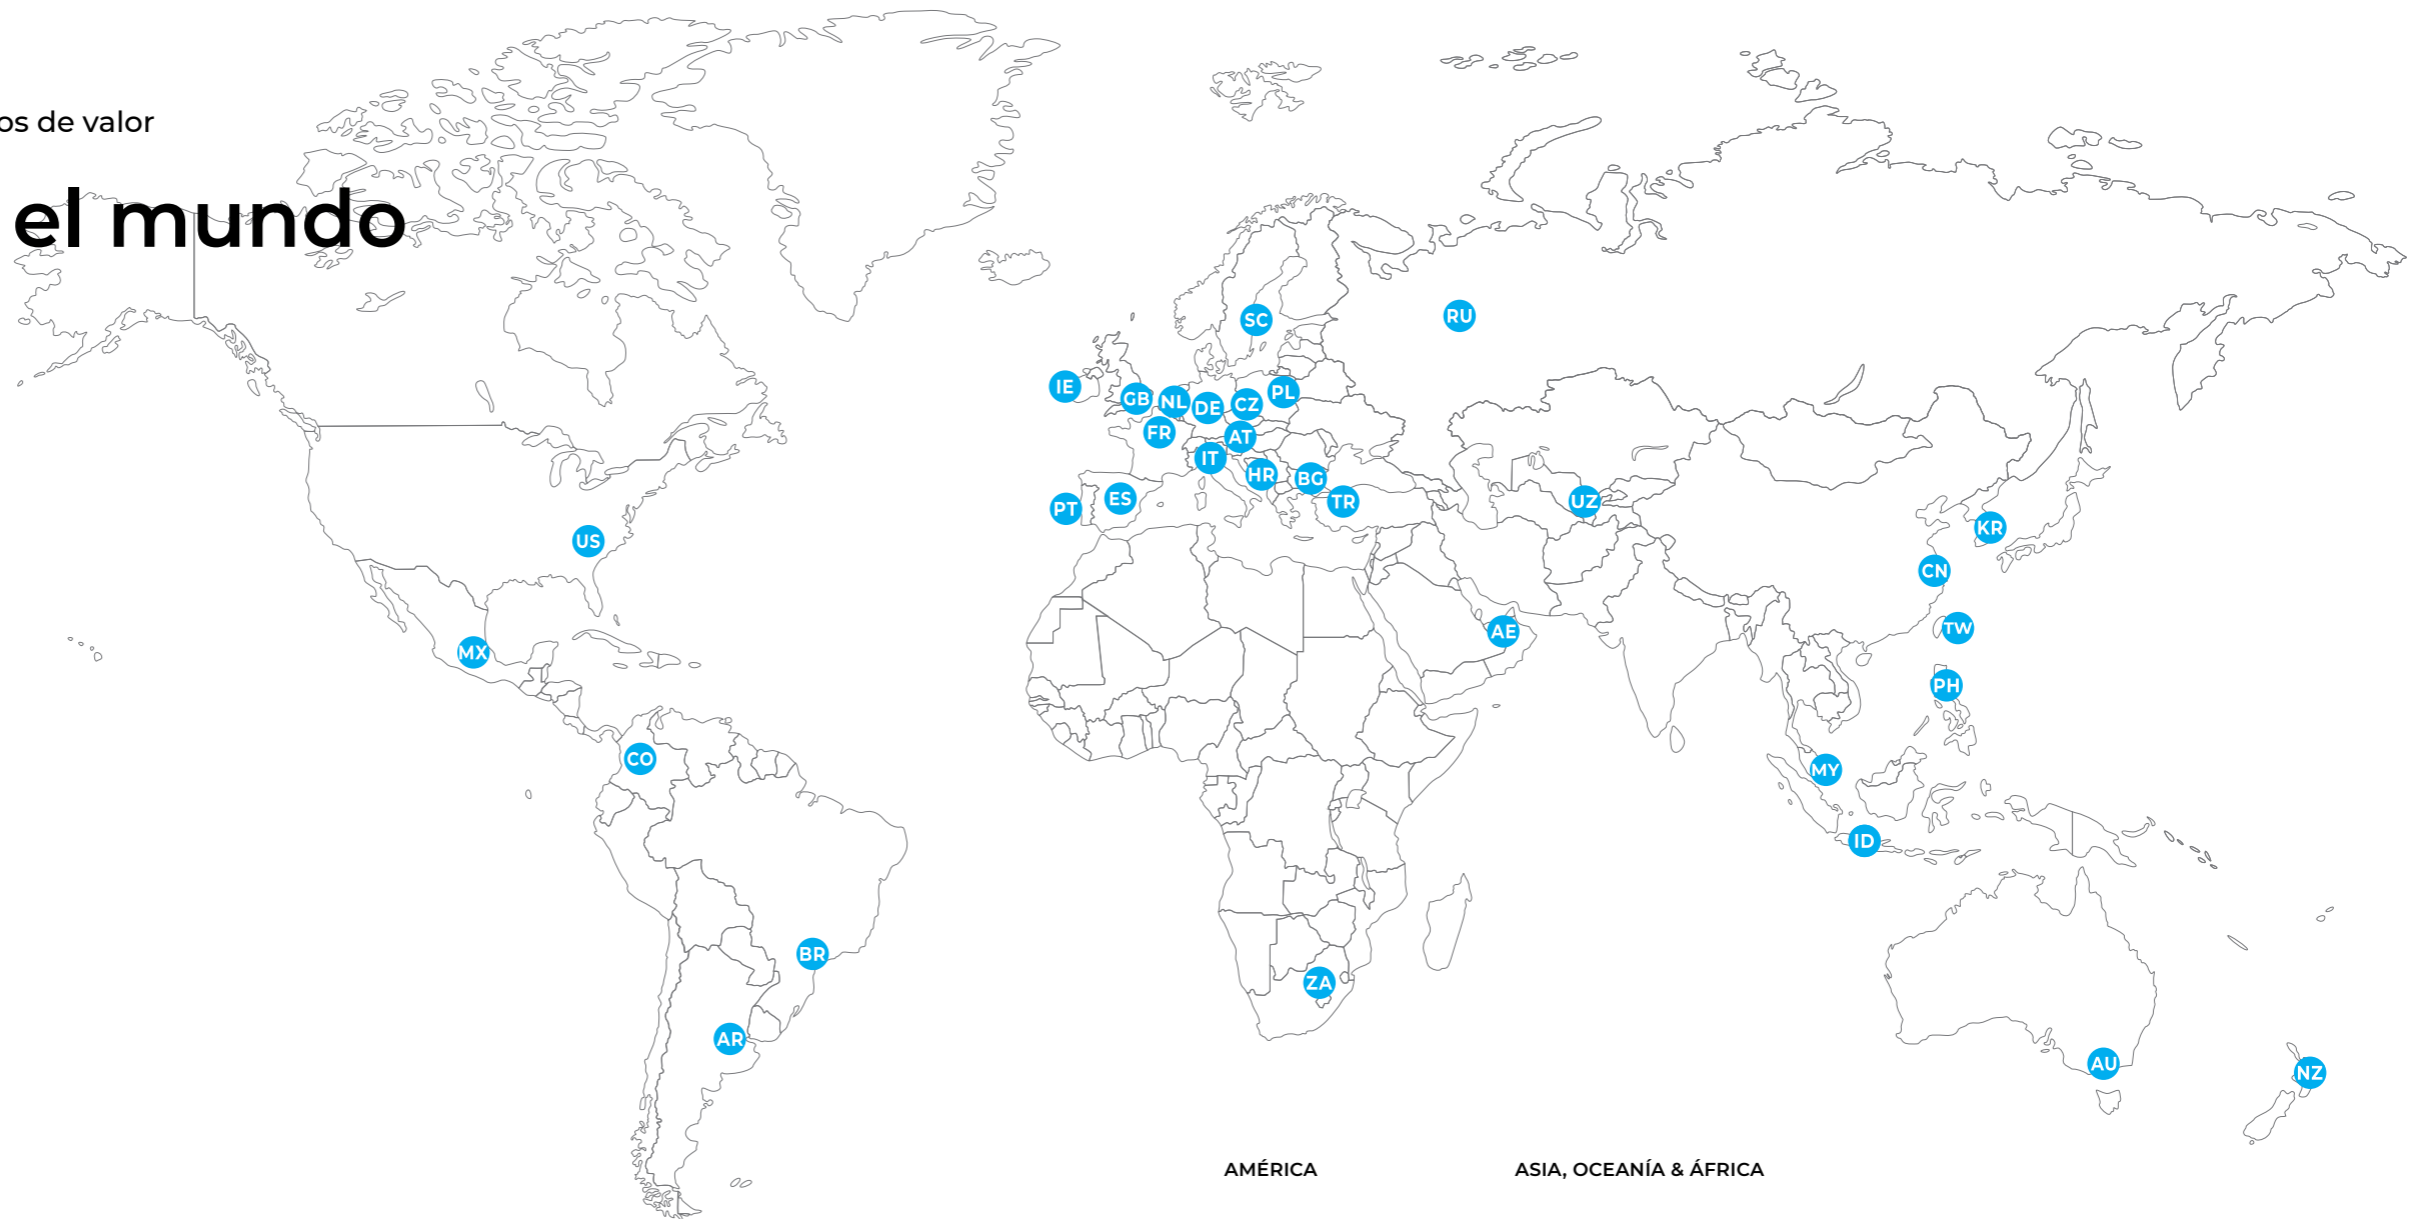 os de valor
el mundo
SC
RU
IE
GB
NL
DE
CZ
PL
FR
AT
IT
HR
BG
PT
ES
TR
UZ
US
KR
CN
MX
AE
TW
PH
CO
MY
ID
BR
ZA
AR
AU
NZ
AMÉRICA
ASIA, OCEANÍA & ÁFRICA